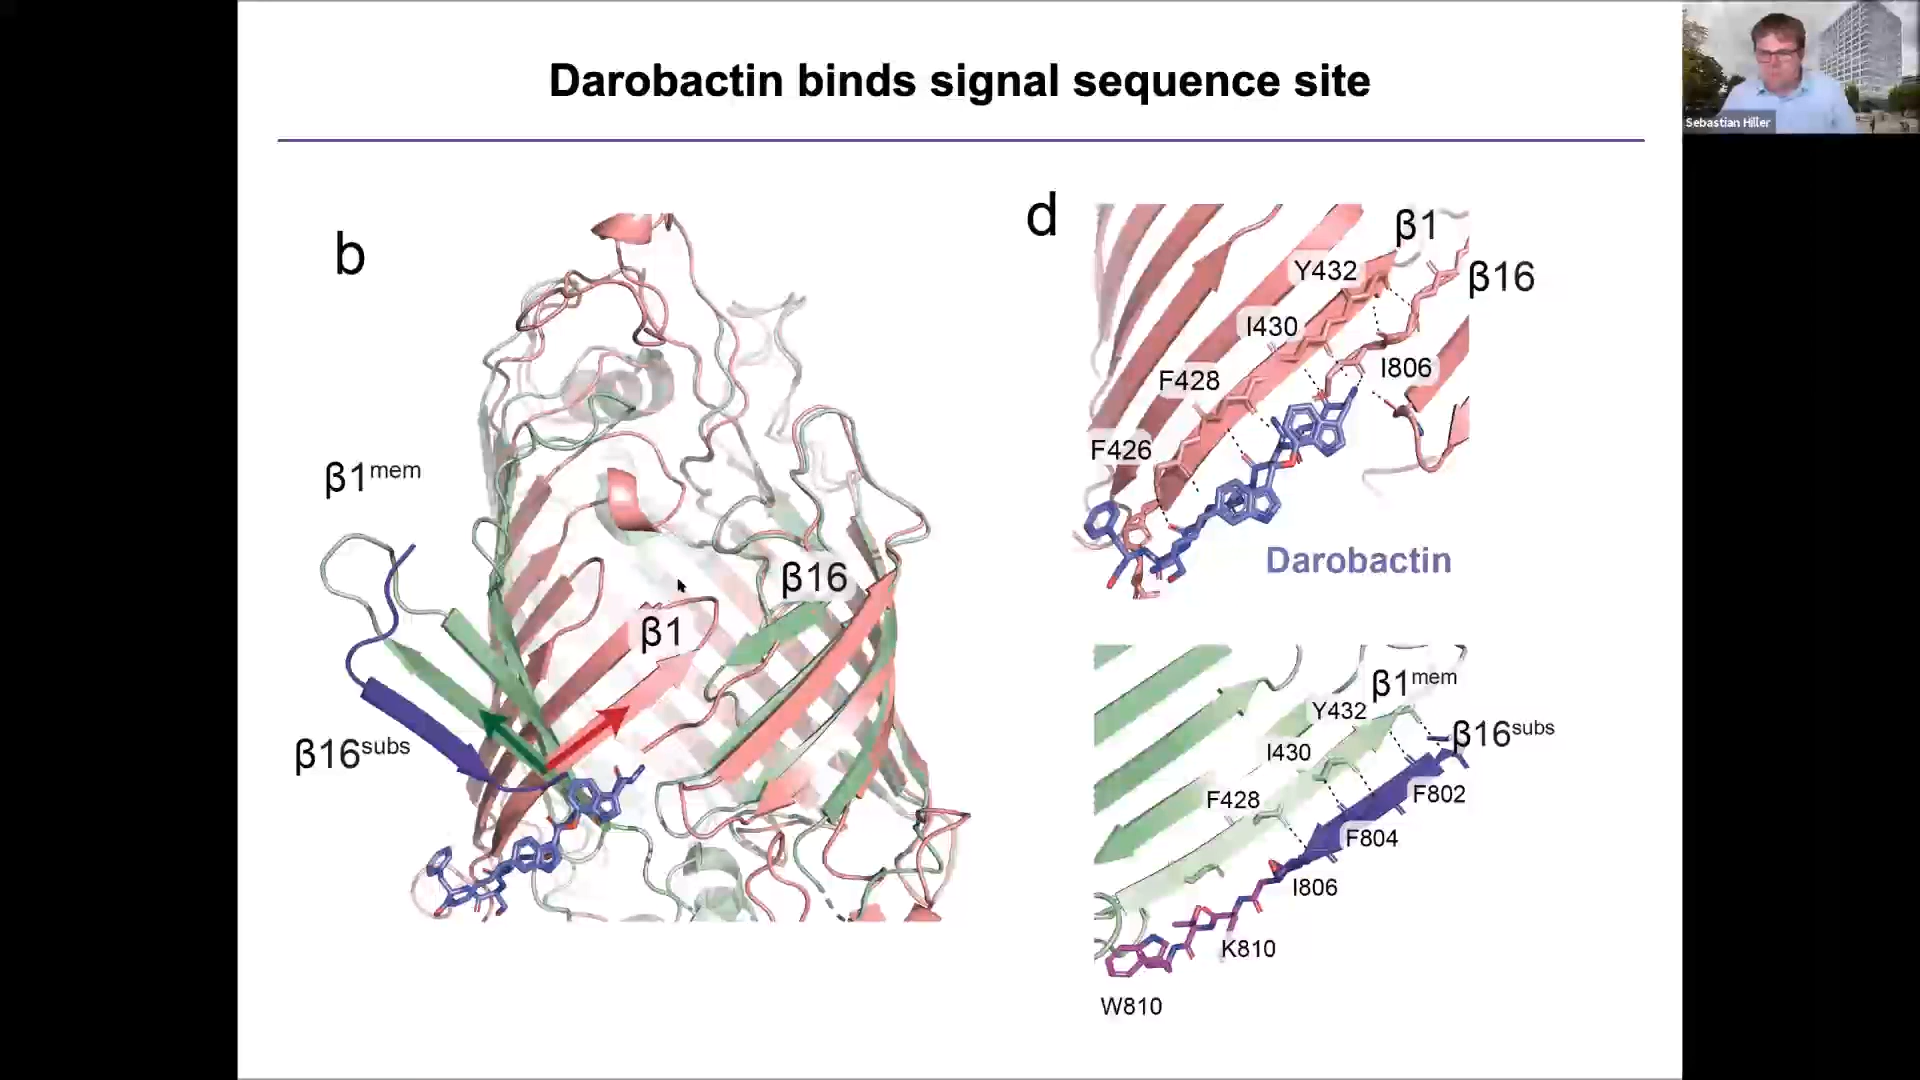 Darobactin binds signal sequence site
Sebastian Hiller
b
β1mem
β16subs
β1
β16
d
β1
β16
Y432
I430
I806
F428
F426
Darobactin
β1mem
Y432
β16subs
I430
F802
F428
F804
I806
K810
W810